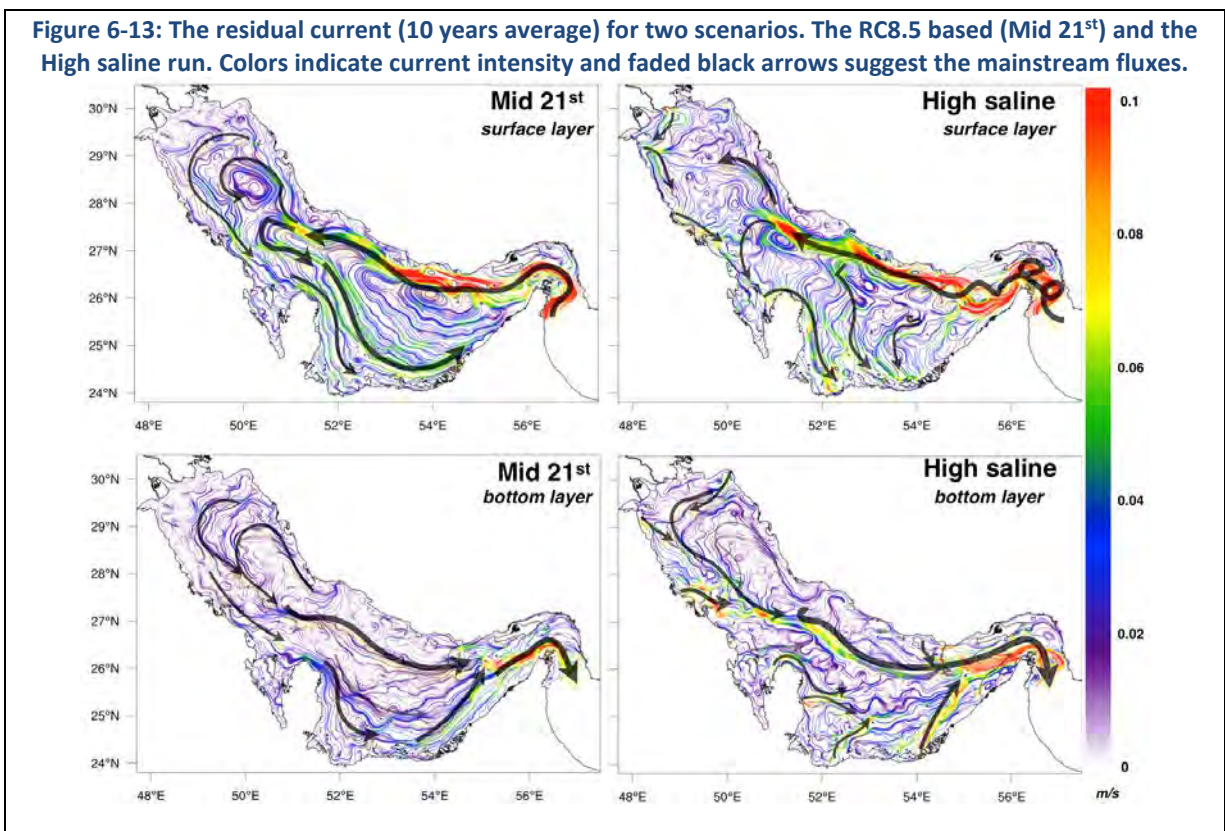 Figure 6-13: The residual current (10 years average) for two scenarios. The RC8.5 based (Mid 21st) and the
High saline run. Colors indicate current intensity and faded black arrows suggest the mainstream fluxes.
Mid 21st
surface layer
30°N
29°N
28°N
27°N
26°N
25°N
24°N
48°E 50°E 52°E 54°E 56°E
High saline
surface layer
48°E 50°E 52°E 54°E 56°E
Mid 21st
bottom layer
30°N
29°N
28°N
27°N
26°N
25°N
24°N
48°E 50°E 52°E 54°E 56°E
High saline
bottom layer
48°E 50°E 52°E 54°E 56°E
0.1
0.08
0.06
0.04
0.02
0
m/s